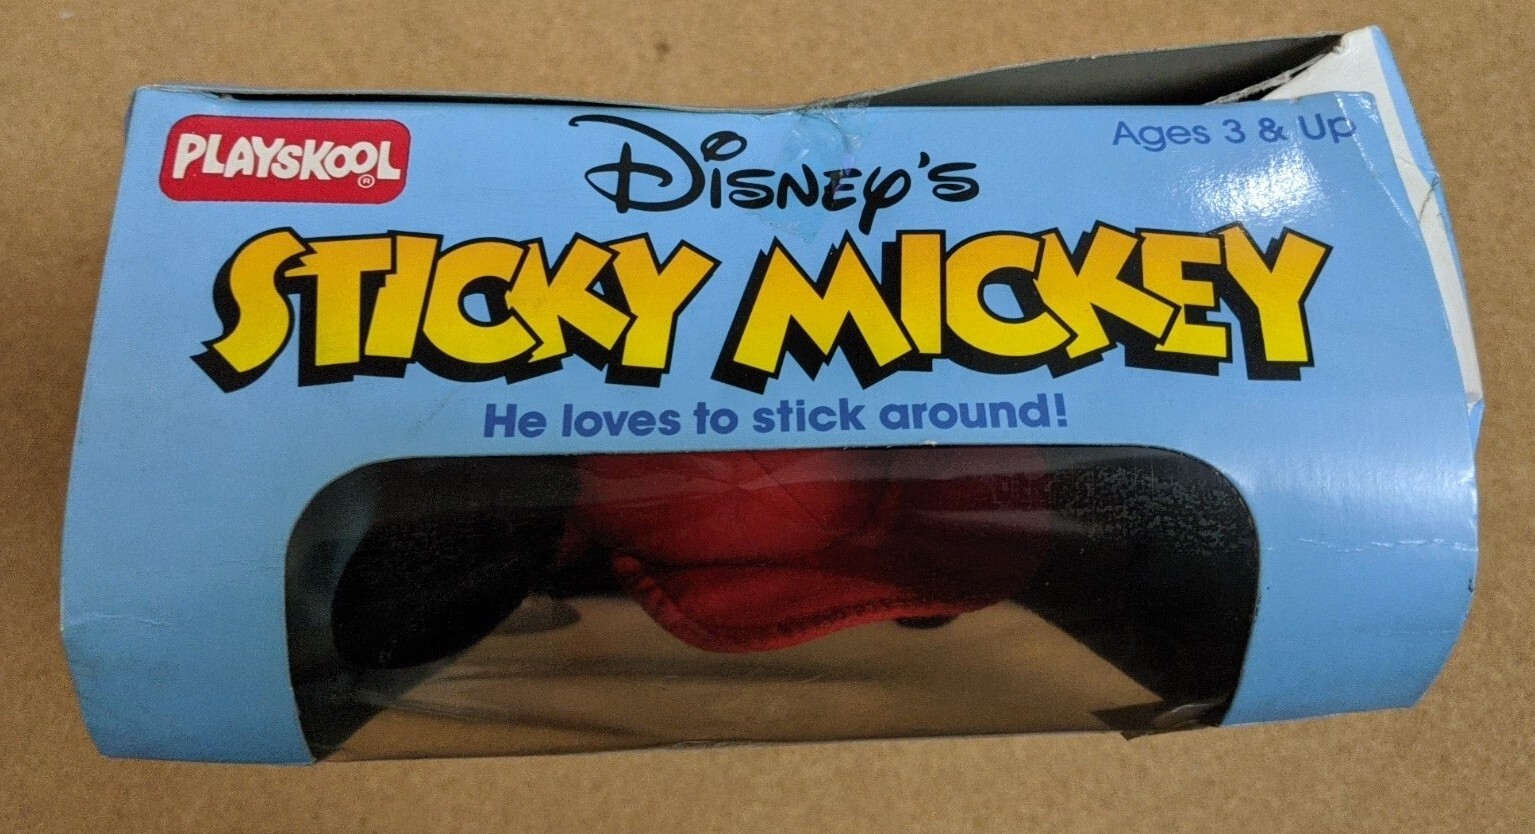 PLAYSKOOL®
DISNEY'S
Ages 3 & Up
STICKY MICKEY
He loves to stick around!